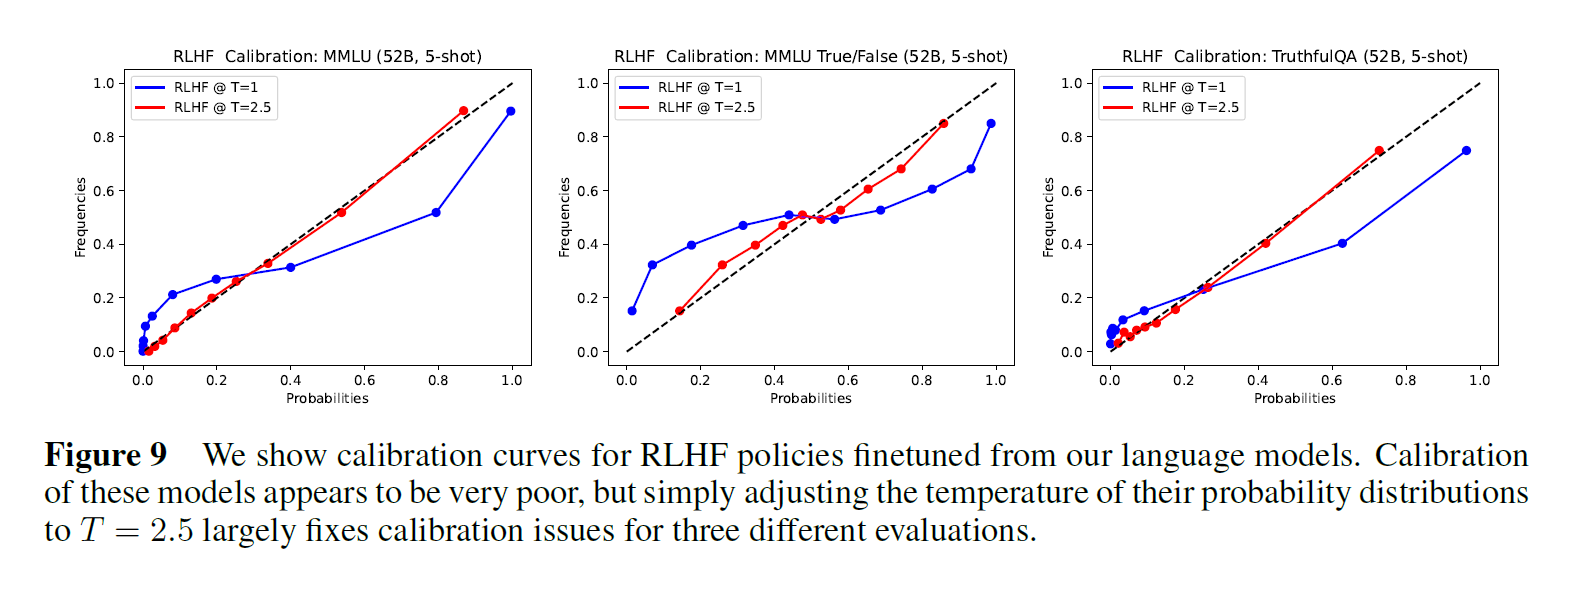 RLHF Calibration: MMLU (52B, 5-shot)
RLHF @ T=1
RLHF @ T=2.5
Frequencies
1.0
0.8
0.6
0.4
0.2
0.0
0.0 0.2 0.4 0.6 0.8 1.0
Probabilities
RLHF Calibration: MMLU True/False (52B, 5-shot)
RLHF @ T=1
RLHF @ T=2.5
Frequencies
1.0
0.8
0.6
0.4
0.2
0.0
0.0 0.2 0.4 0.6 0.8 1.0
Probabilities
RLHF Calibration: TruthfulQA (52B, 5-shot)
RLHF @ T=1
RLHF @ T=2.5
Frequencies
1.0
0.8
0.6
0.4
0.2
0.0
0.0 0.2 0.4 0.6 0.8 1.0
Probabilities
Figure 9 We show calibration curves for RLHF policies finetuned from our language models. Calibration
of these models appears to be very poor, but simply adjusting the temperature of their probability distributions
to T = 2.5 largely fixes calibration issues for three different evaluations.